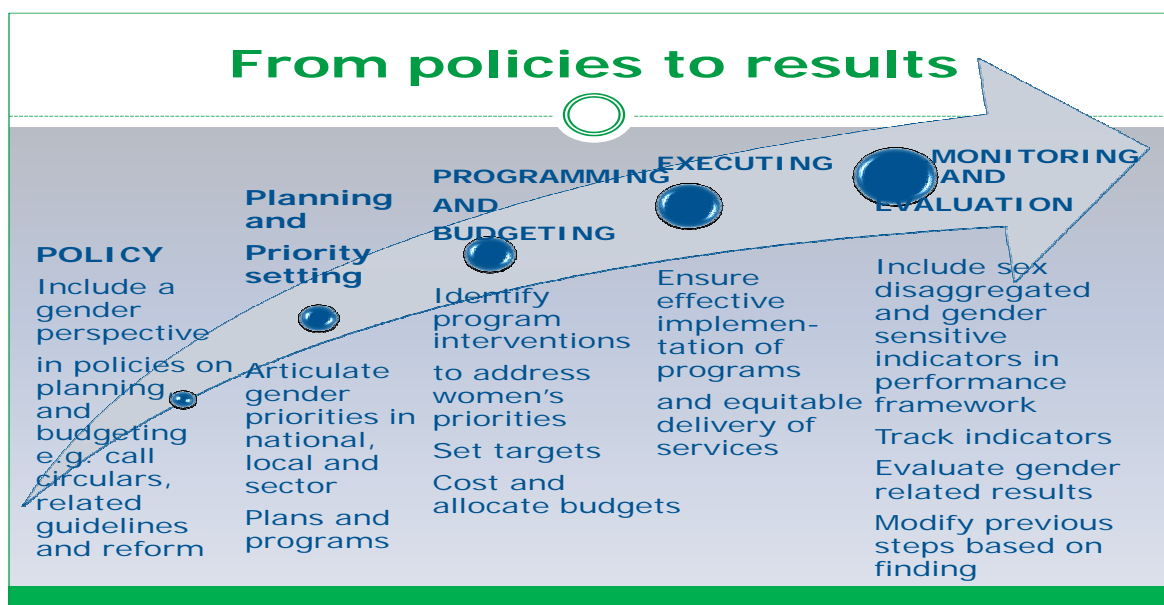 From policies to results
POLICY
Include a
gender
perspective
in policies on
planning,
and
budgeting
e.g. call
circulars,
related
guidelines
and reform
Planning
and
Priority
setting
Articulate
gender
priorities in
national,
local and
sector
Plans and
programs
PROGRAMMING
AND
BUDGETING
Identify
program
interventions
to address
women's
priorities
Set targets
Cost and
allocate budgets
EXECUTING
Ensure
effective
implemen-
tation of
programs
and equitable
delivery of
services
MONITORING
AND
EVALUATION
Include sex
disaggregated
and gender
sensitive
indicators in
performance
framework
Track indicators
Evaluate gender
related results
Modify previous
steps based on
finding